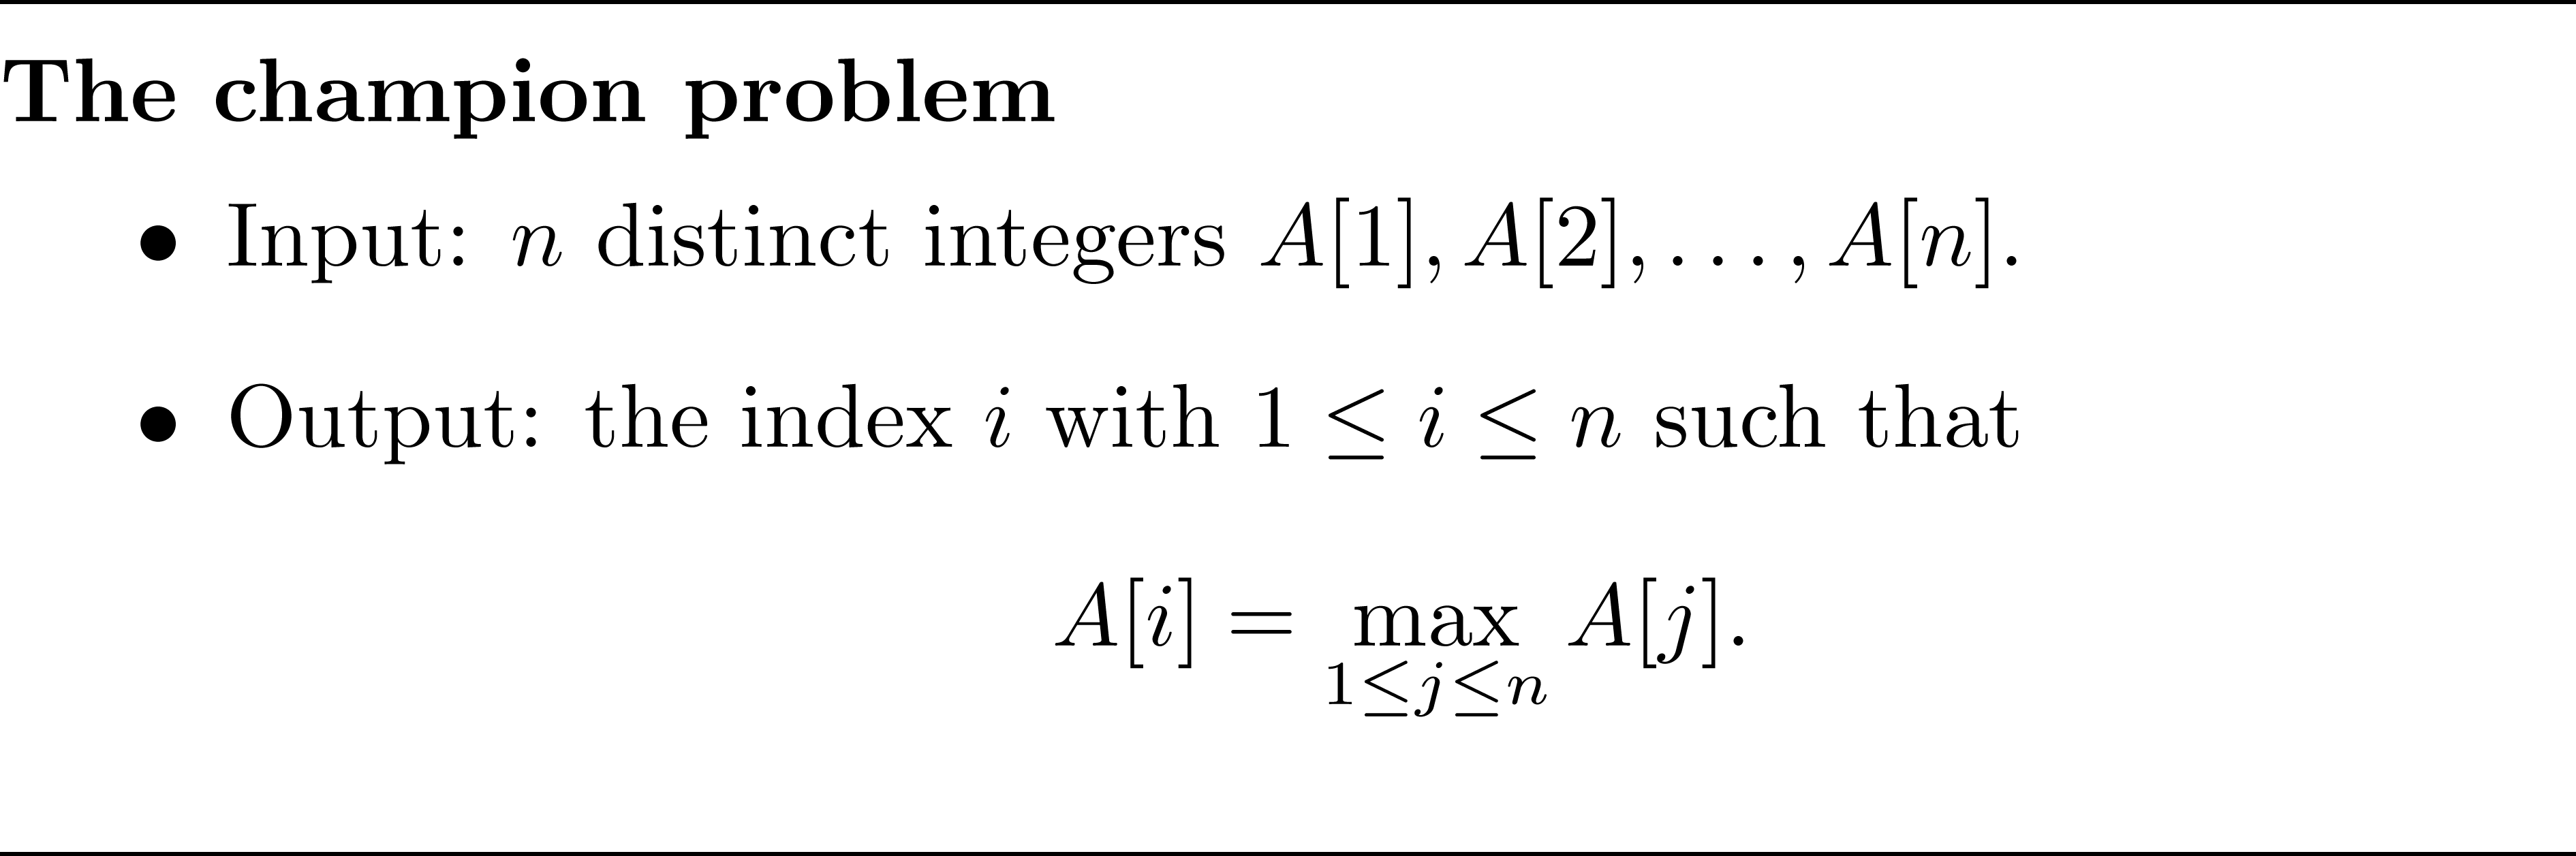 The champion problem
• Input: n distinct integers A[1], A[2], . . . , A[n].
• Output: the index i with 1 ≤ i ≤ n such that
A[i] = max A[j].
1≤j≤n